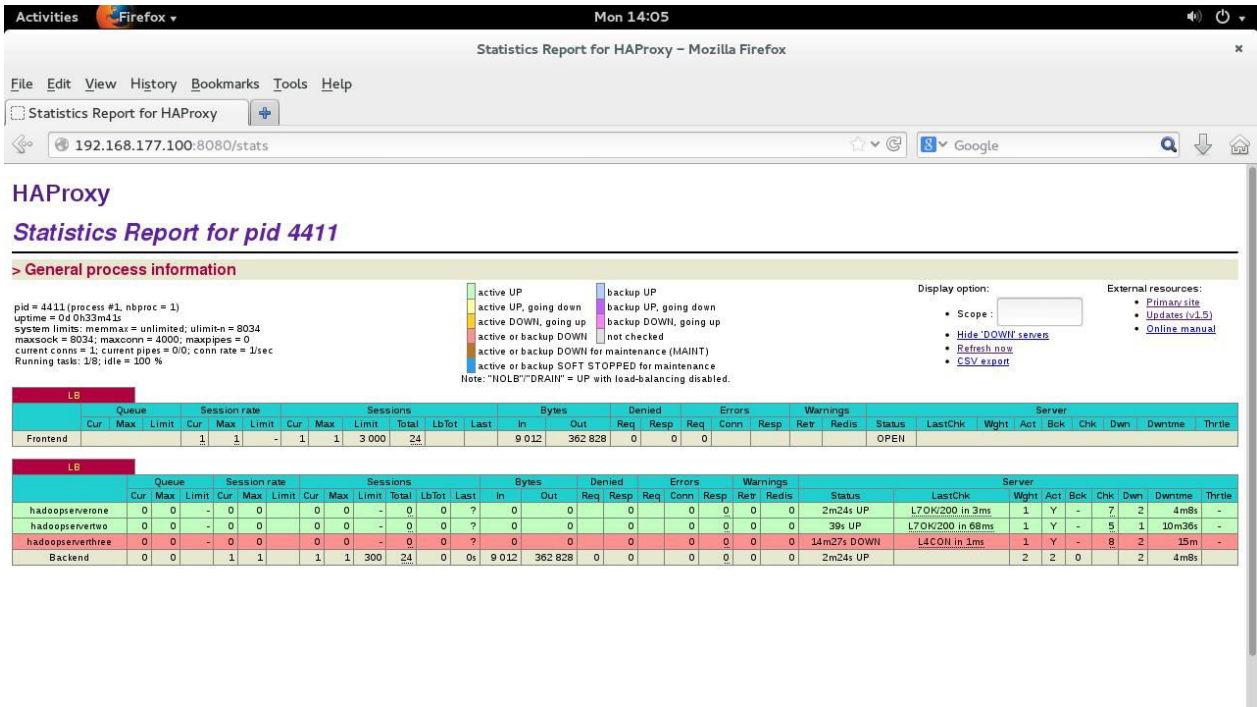 Activities Firefox Mon 14:05
Statistics Report for HAProxy - Mozilla Firefox
File Edit View History Bookmarks Tools Help
Statistics Report for HAProxy
192.168.177.100:8080/stats Google
HAProxy
Statistics Report for pid 4411
> General process information
pid = 4411 (process #1, nbproc = 1)
uptime = 0d 0h33m41s
system limits: memmax = unlimited; ulimit-n = 8034
maxsock = 8034; maxconn = 4000; maxpipes = 0
current conns = 1; current pipes = 0/0; conn rate = 1/sec
Running tasks: 1/8; idle = 100 %
active UP backup UP
active UP, going down backup UP, going down
active DOWN, going up backup DOWN, going up
active or backup DOWN not checked
active or backup DOWN for maintenance (MAINT)
active or backup SOFT STOPPED for maintenance
Note: "NOLB"/"DRAIN" = UP with load-balancing disabled.
Display option:
• Scope :
• Hide 'DOWN' servers
• Refresh now
• CSV export
External resources:
• Primary site
• Updates (v1.5)
• Online manual
LB
Queue Session rate Sessions Bytes Denied Errors Warnings Server
Cur Max Limit Cur Max Limit Cur Max Limit Total LbTot Last In Out Req Resp Req Conn Resp Retr Redis Status LastChk Wght Act Bck Chk Dwn Dwntme Thrtle
Frontend 1 1 - 1 1 3 000 24 9 012 362 828 0 0 0 OPEN
LB
Queue Session rate Sessions Bytes Denied Errors Warnings Server
Cur Max Limit Cur Max Limit Cur Max Limit Total LbTot Last In Out Req Resp Req Conn Resp Retr Redis Status LastChk Wght Act Bck Chk Dwn Dwntme Thrtle
hadoopserverone 0 0 - 0 0 0 0 - 0 0 ? 0 0 0 0 0 0 0 2m24s UP L7OK/200 in 3ms 1 Y - 7 2 4m8s -
hadoopservertwo 0 0 - 0 0 0 0 - 0 0 ? 0 0 0 0 0 0 0 39s UP L7OK/200 in 68ms 1 Y - 5 1 10m36s -
hadoopserverthree 0 0 - 0 0 0 0 - 0 0 ? 0 0 0 0 0 0 0 14m27s DOWN L4CON in 1ms 1 Y - 8 2 15m -
Backend 0 0 1 1 1 1 300 24 0 0s 9 012 362 828 0 0 0 0 0 0 2m24s UP 2 2 0 2 4m8s